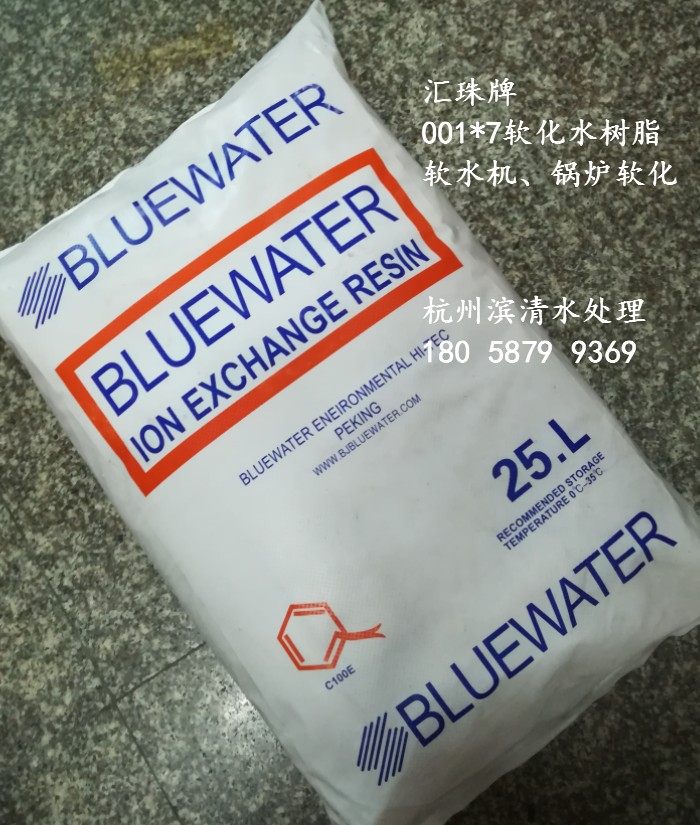 汇珠牌
001*7软化水树脂
软水机、锅炉软化
杭州滨清水处理
180 5879 9369
BLUEWATER
BLUEWATER
ION EXCHANGE RESIN
BLUEWATER ENEIRONMENTAL HI-TEC
PEKING
WWW.BJBLUEWATER.COM
25.L
RECOMMENDED STORAGE
TEMPERATURE 0℃-35℃
C100E
BLUEWATER